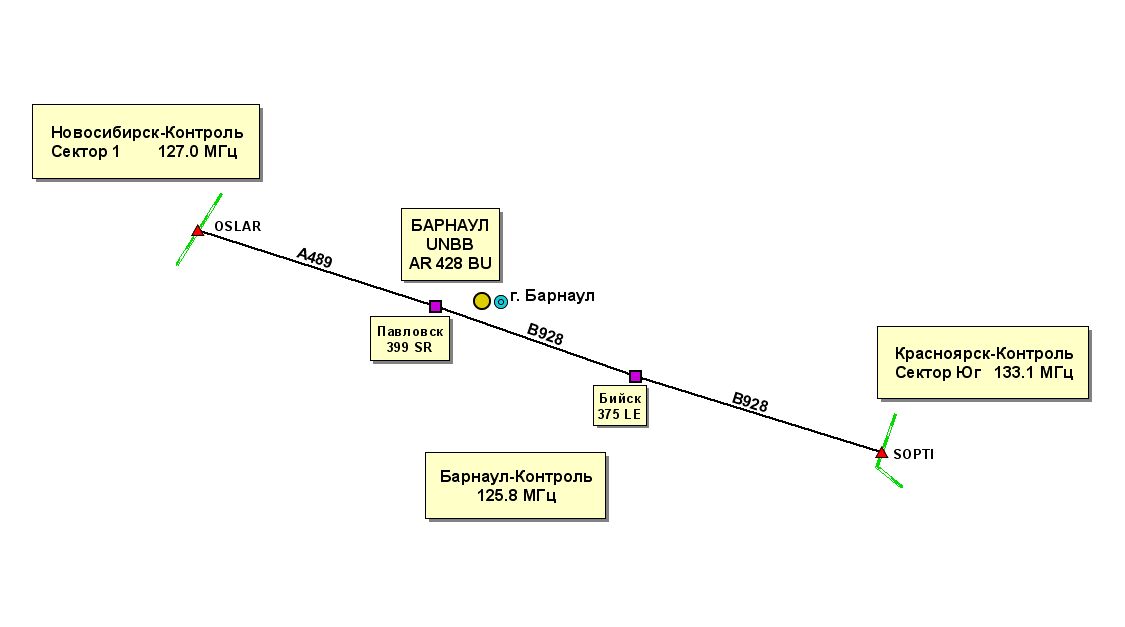 Новосибирск-Контроль
Сектор 1 127.0 МГц
OSLAR
A489
БАРНАУЛ
UNBB
AR 428 BU
г. Барнаул
Павловск
399 SR
B928
Бийск
375 LE
B928
Красноярск-Контроль
Сектор Юг 133.1 МГц
SOPTI
Барнаул-Контроль
125.8 МГц